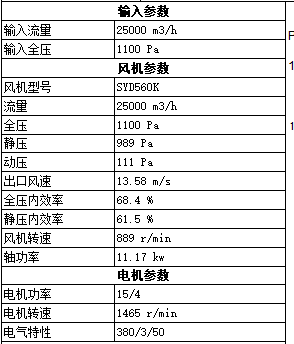 输入参数
输入流量 25000 m3/h
输入全压 1100 Pa
风机参数
风机型号 SYD560K
流量 25000 m3/h
全压 1100 Pa
静压 989 Pa
动压 111 Pa
出口风速 13.58 m/s
全压内效率 68.4 %
静压内效率 61.5 %
风机转速 889 r/min
轴功率 11.17 kw
电机参数
电机功率 15/4
电机转速 1465 r/min
电气特性 380/3/50